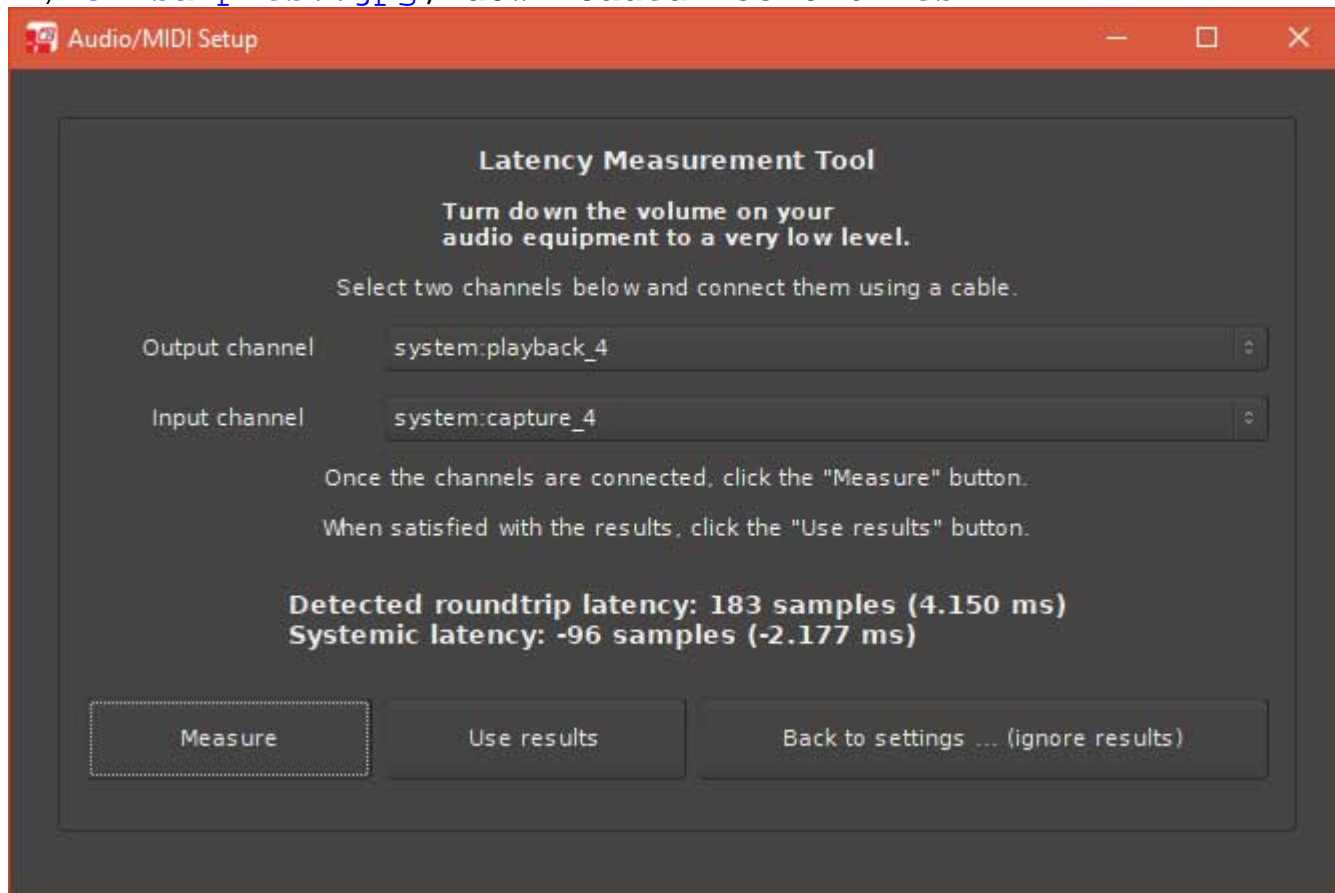 Audio/MIDI Setup
Latency Measurement Tool
Turn down the volume on your
audio equipment to a very low level.
Select two channels below and connect them using a cable.
Output channel system:playback_4
Input channel system:capture_4
Once the channels are connected, click the "Measure" button.
When satisfied with the results, click the "Use results" button.
Detected roundtrip latency: 183 samples (4.150 ms)
Systemic latency: -96 samples (-2.177 ms)
Measure Use results Back to settings ... (ignore results)